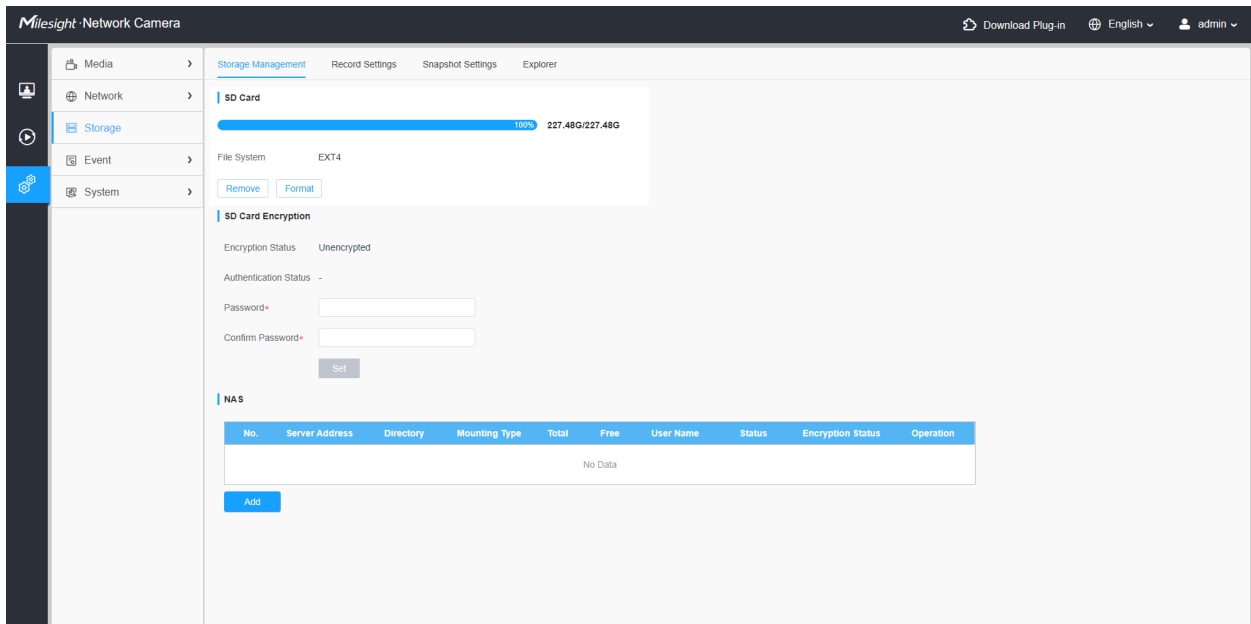 Milesight · Network Camera
Download Plug-in
English
admin
Media
Network
Storage
Event
System
Storage Management Record Settings Snapshot Settings Explorer
SD Card
100% 227.48G/227.48G
File System EXT4
Remove Format
SD Card Encryption
Encryption Status Unencrypted
Authentication Status -
Password*
Confirm Password*
Set
NAS
No. Server Address Directory Mounting Type Total Free User Name Status Encryption Status Operation
No Data
Add